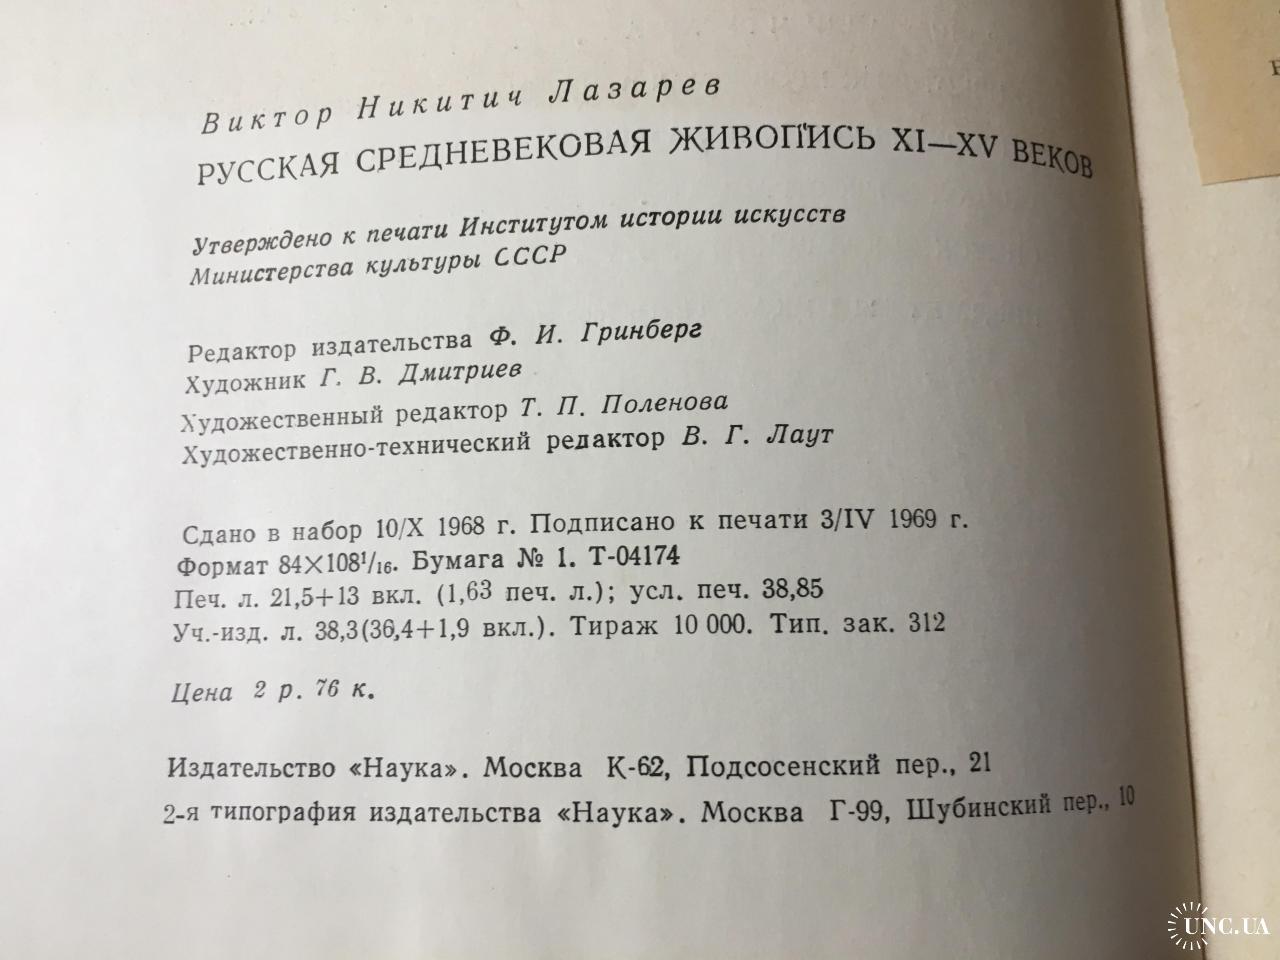 Виктор Никитич Лазарев
РУССКАЯ СРЕДНЕВЕКОВАЯ ЖИВОПИСЬ XI—XV ВЕКОВ
Утверждено к печати Институтом истории искусств
Министерства культуры СССР
Редактор издательства Ф. И. Гринберг
Художник Г. В. Дмитриев
Художественный редактор Т. П. Поленова
Художественно-технический редактор В. Г. Лаут
Сдано в набор 10/X 1968 г. Подписано к печати 3/IV 1969 г.
Формат 84×108¹/₁₆. Бумага № 1. Т-04174
Печ. л. 21,5+13 вкл. (1,63 печ. л.); усл. печ. 38,85
Уч.-изд. л. 38,3(36,4+1,9 вкл.). Тираж 10 000. Тип. зак. 312
Цена 2 р. 76 к.
Издательство «Наука». Москва К-62, Подсосенский пер., 21
2-я типография издательства «Наука». Москва Г-99, Шубинский пер., 10
UNC.UA